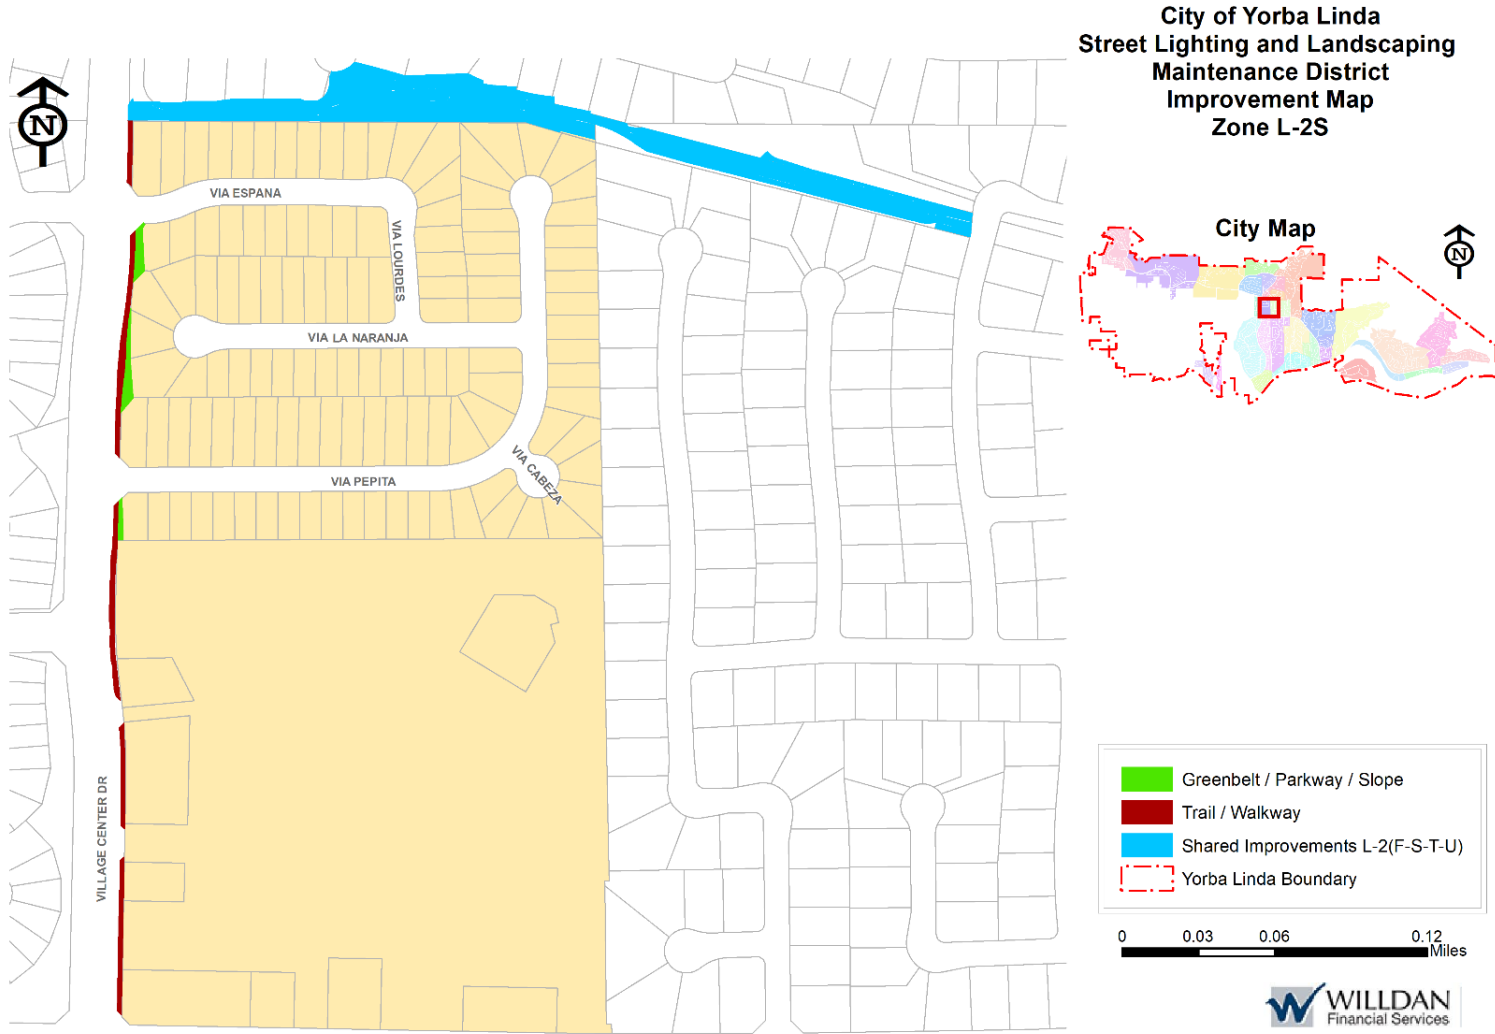 City of Yorba Linda
Street Lighting and Landscaping
Maintenance District
Improvement Map
Zone L-2S
N
City Map
N
VIA ESPANA
VIA LOURDES
VIA LA NARANJA
VIA CABEZA
VIA PEPITA
VILLAGE CENTER DR
Greenbelt / Parkway / Slope
Trail / Walkway
Shared Improvements L-2(F-S-T-U)
Yorba Linda Boundary
0 0.03 0.06 0.12
Miles
WILLDAN
Financial Services